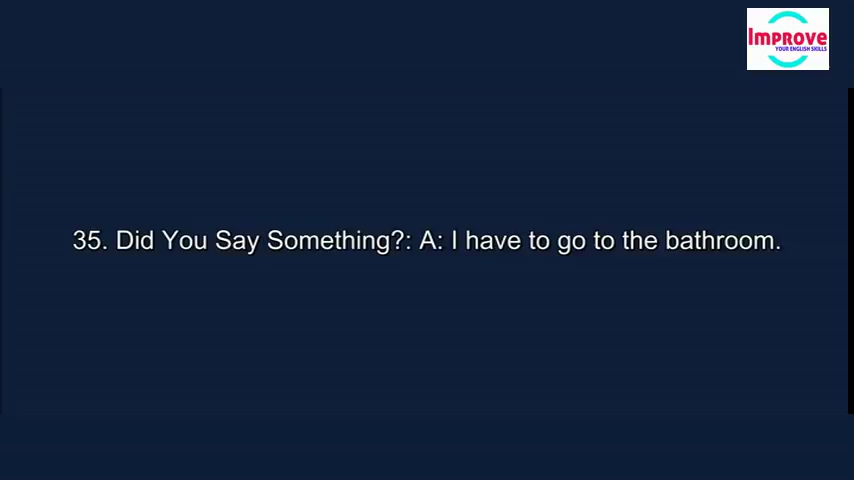 Improve
YOUR ENGLISH SKILLS
35. Did You Say Something?: A: I have to go to the bathroom.